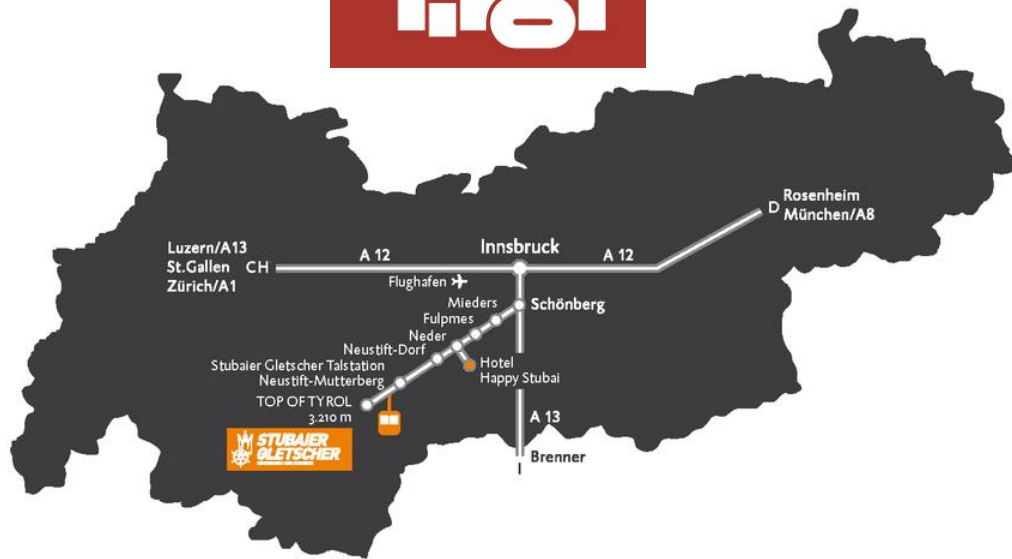 tirol
Rosenheim
D
München/A8
Luzern/A13
St.Gallen CH
Zürich/A1
A 12
Innsbruck
A 12
Flughafen
Mieders
Schönberg
Fulpmes
Neder
Neustift-Dorf
Hotel
Happy Stubai
Stubaier Gletscher Talstation
Neustift-Mutterberg
TOP OF TYROL
3.210 m
A 13
STUBAIER
GLETSCHER
Brenner
I